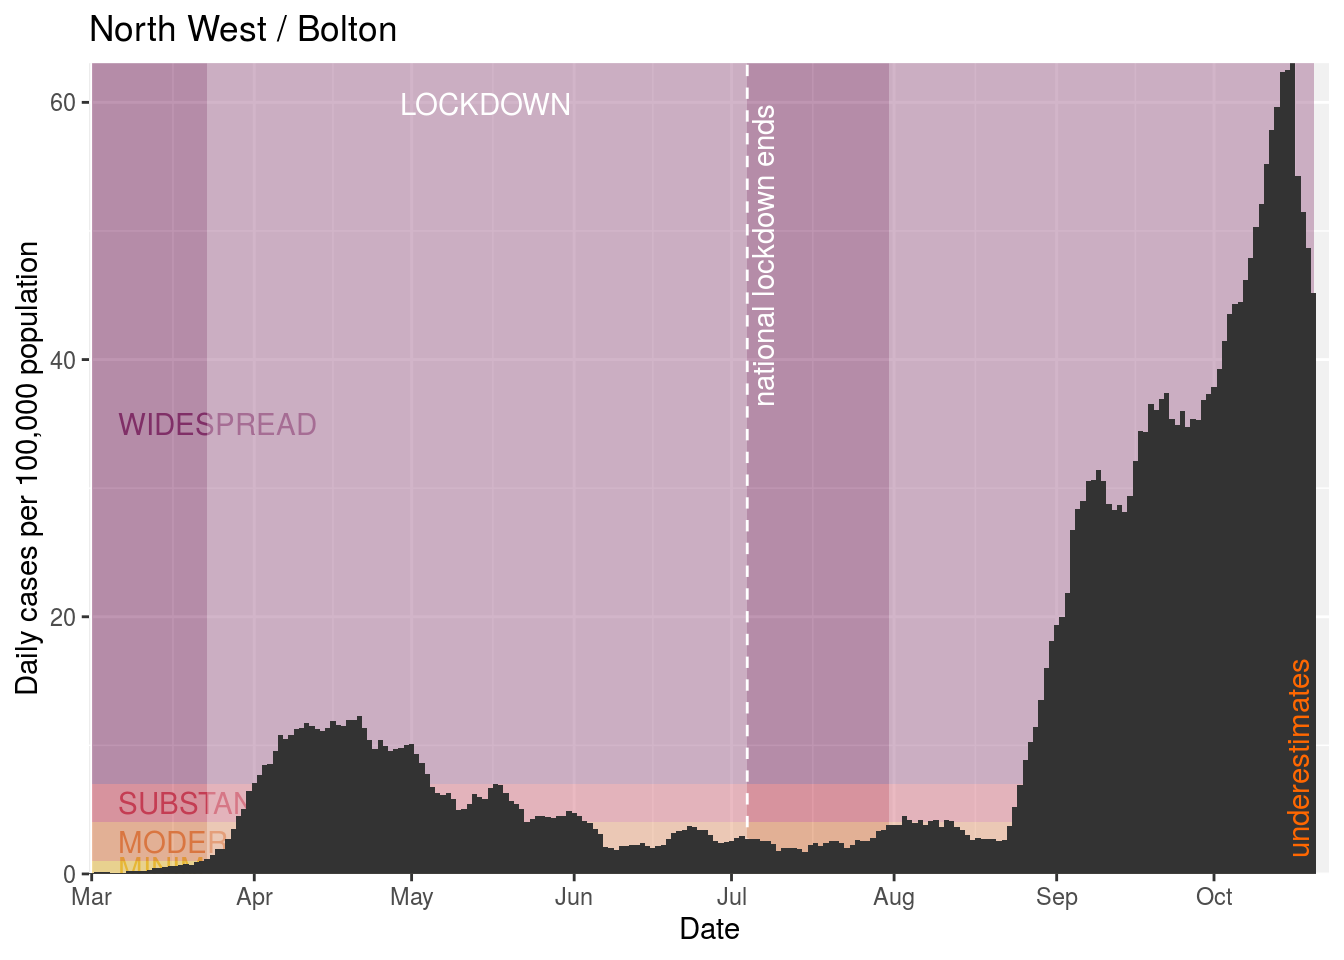 North West / Bolton
LOCKDOWN
national lockdown ends
WIDESPREAD
underestimates
60
40
20
0
Daily cases per 100,000 population
Mar
Apr
May
Jun
Jul
Aug
Sep
Oct
Date